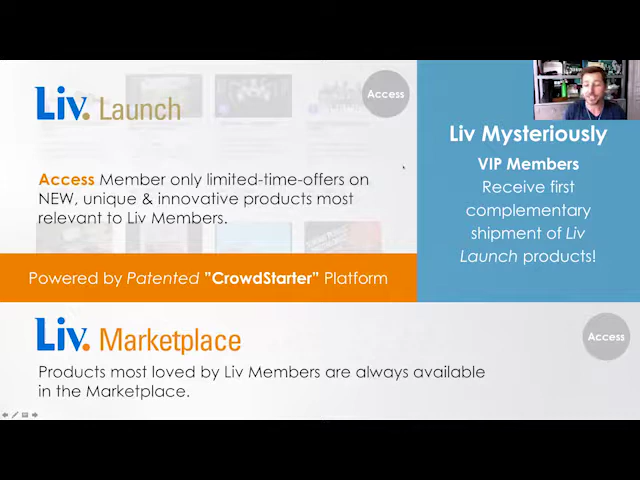 Liv. Launch
Access
Access Member only limited-time-offers on
NEW, unique & innovative products most
relevant to Liv Members.
Powered by Patented "CrowdStarter" Platform
Liv Mysteriously
VIP Members
Receive first
complementary
shipment of Liv
Launch products!
Liv. Marketplace
Access
Products most loved by Liv Members are always available
in the Marketplace.